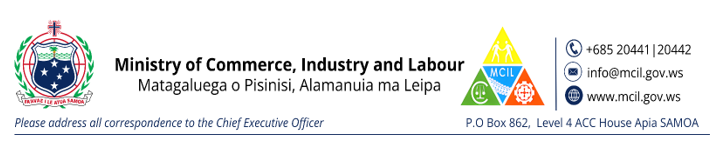 FAAVAE I LE ATUA SAMOA
Ministry of Commerce, Industry and Labour
Matagaluega o Pisinisi, Alamanuia ma Leipa
MCIL
+685 20441|20442
info@mcil.gov.ws
www.mcil.gov.ws
Please address all correspondence to the Chief Executive Officer
P.O Box 862, Level 4 ACC House Apia SAMOA